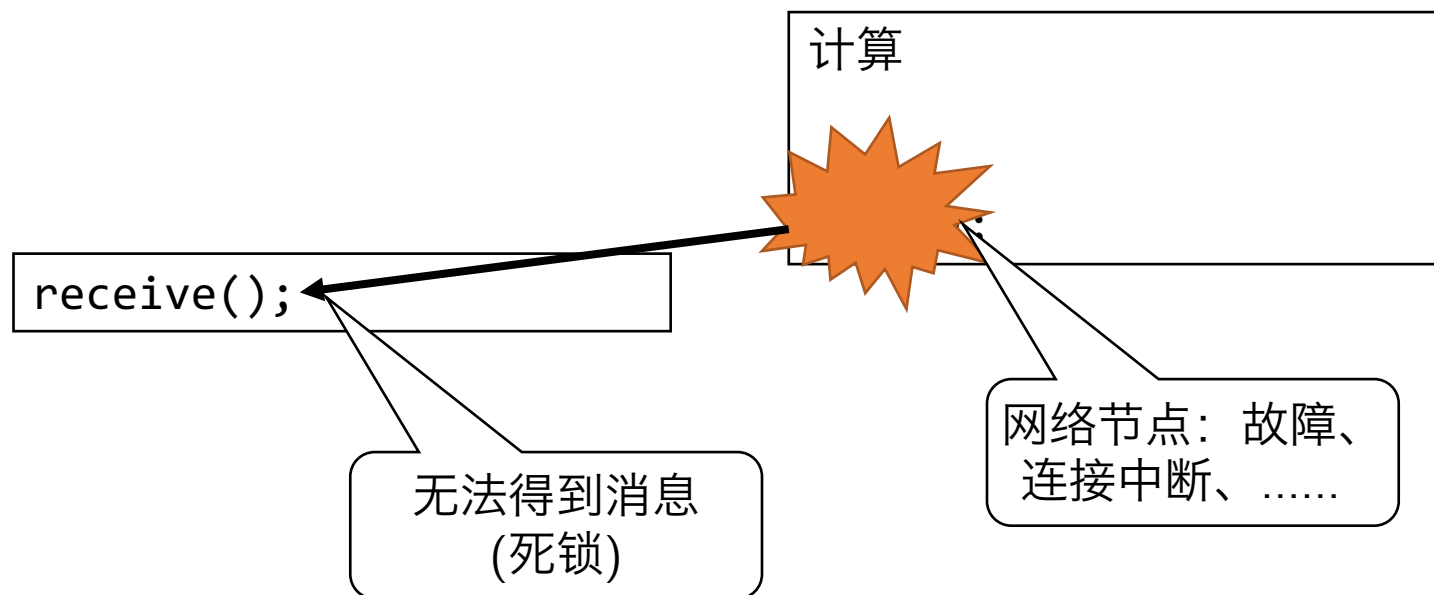 计算
;
receive();
网络节点：故障、
连接中断、……
无法得到消息
(死锁)